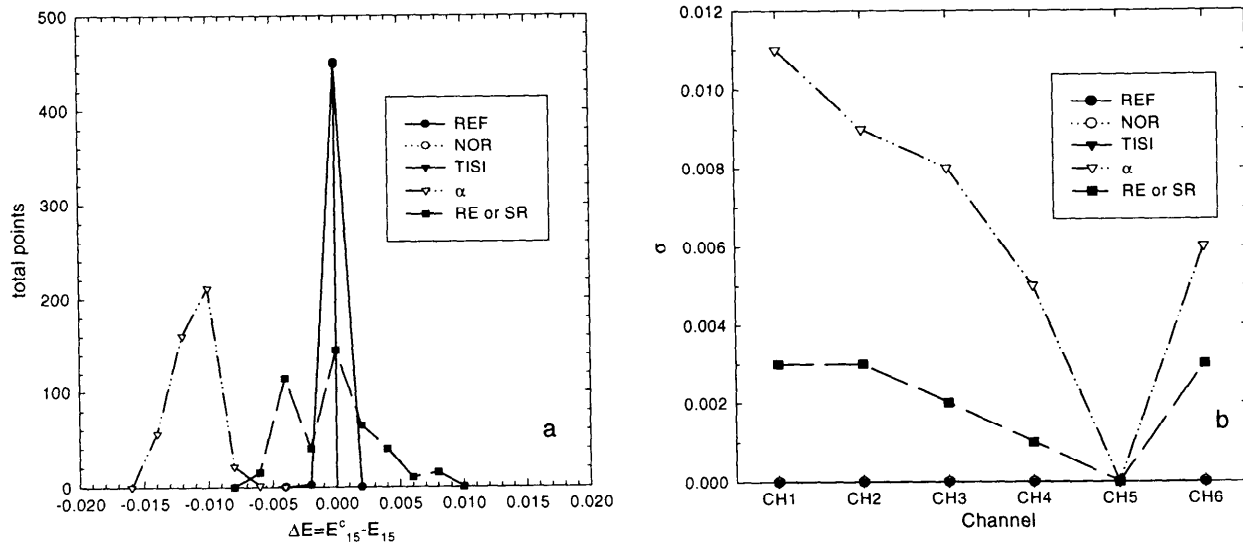 500
400
300
200
100
0
total points
-0.020
-0.015
-0.010
-0.005
0.000
0.005
0.010
0.015
0.020
ΔE=E^c_15-E_15
REF
NOR
TISI
α
RE or SR
a
0.012
0.010
0.008
0.006
0.004
0.002
0.000
σ
CH1
CH2
CH3
CH4
CH5
CH6
Channel
REF
NOR
TISI
α
RE or SR
b